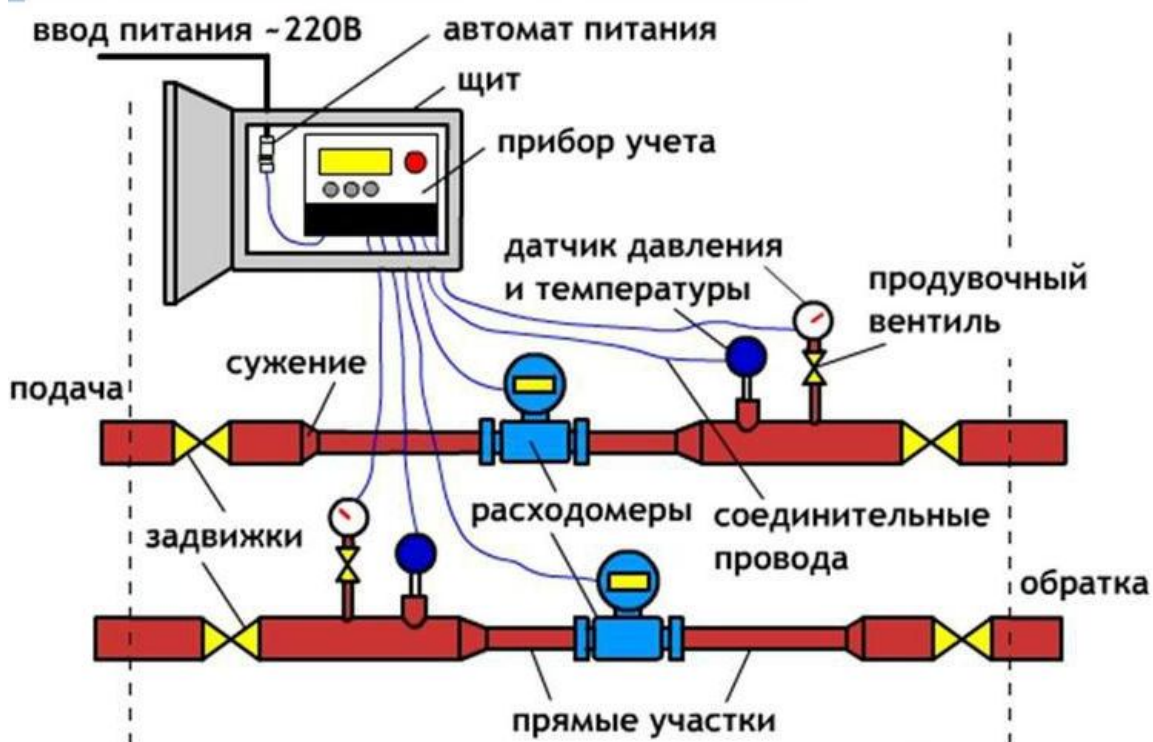 ввод питания ~220В
автомат питания
щит
прибор учета
датчик давления
и температуры
продувочный
вентиль
сужение
подача
расходомеры
соединительные
провода
задвижки
обратка
прямые участки